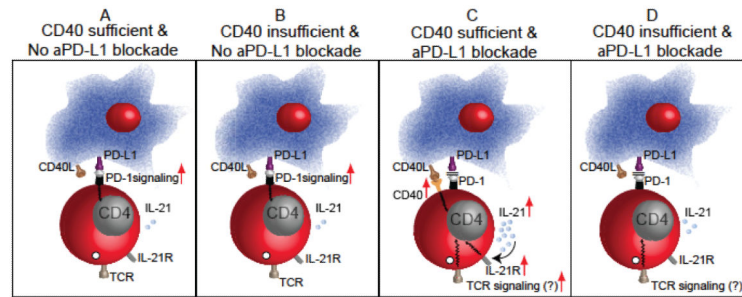 A
CD40 sufficient &
No aPD-L1 blockade
B
CD40 insufficient &
No aPD-L1 blockade
C
CD40 sufficient &
aPD-L1 blockade
D
CD40 insufficient &
aPD-L1 blockade
CD40L
PD-L1
PD-1signaling
CD4
IL-21
IL-21R
TCR
CD40L
PD-L1
PD-1signaling
CD4
IL-21
IL-21R
TCR
CD40L
PD-L1
PD-1
CD40
CD4
IL-21
IL-21R
TCR signaling (?)
CD40L
PD-L1
PD-1
CD4
IL-21
IL-21R
TCR signaling (?)